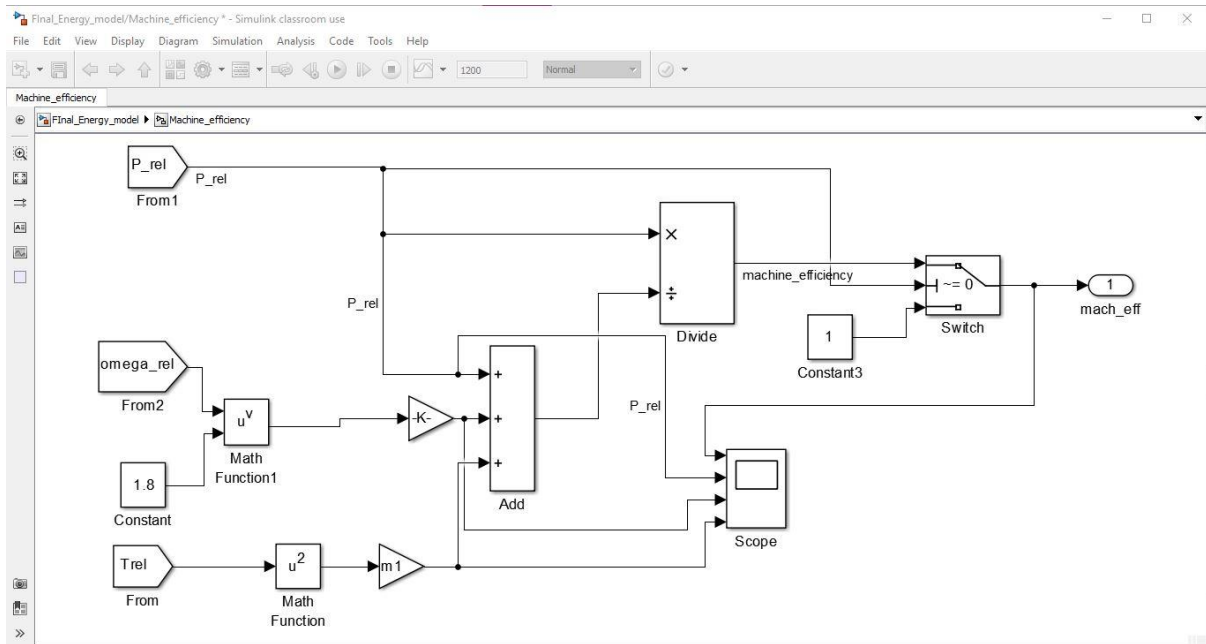 FInal_Energy_model/Machine_efficiency * - Simulink classroom use
File Edit View Display Diagram Simulation Analysis Code Tools Help
1200 Normal
Machine_efficiency
FInal_Energy_model Machine_efficiency
P_rel
P_rel
From1
×
machine_efficiency
÷
~= 0
1
mach_eff
Switch
P_rel
Divide
1
Constant3
omega_rel
From2
+
P_rel
u^v
-K-
+
Math
Function1
+
1.8
Constant
Add
Scope
Trel
From
u^2
m1
Math
Function